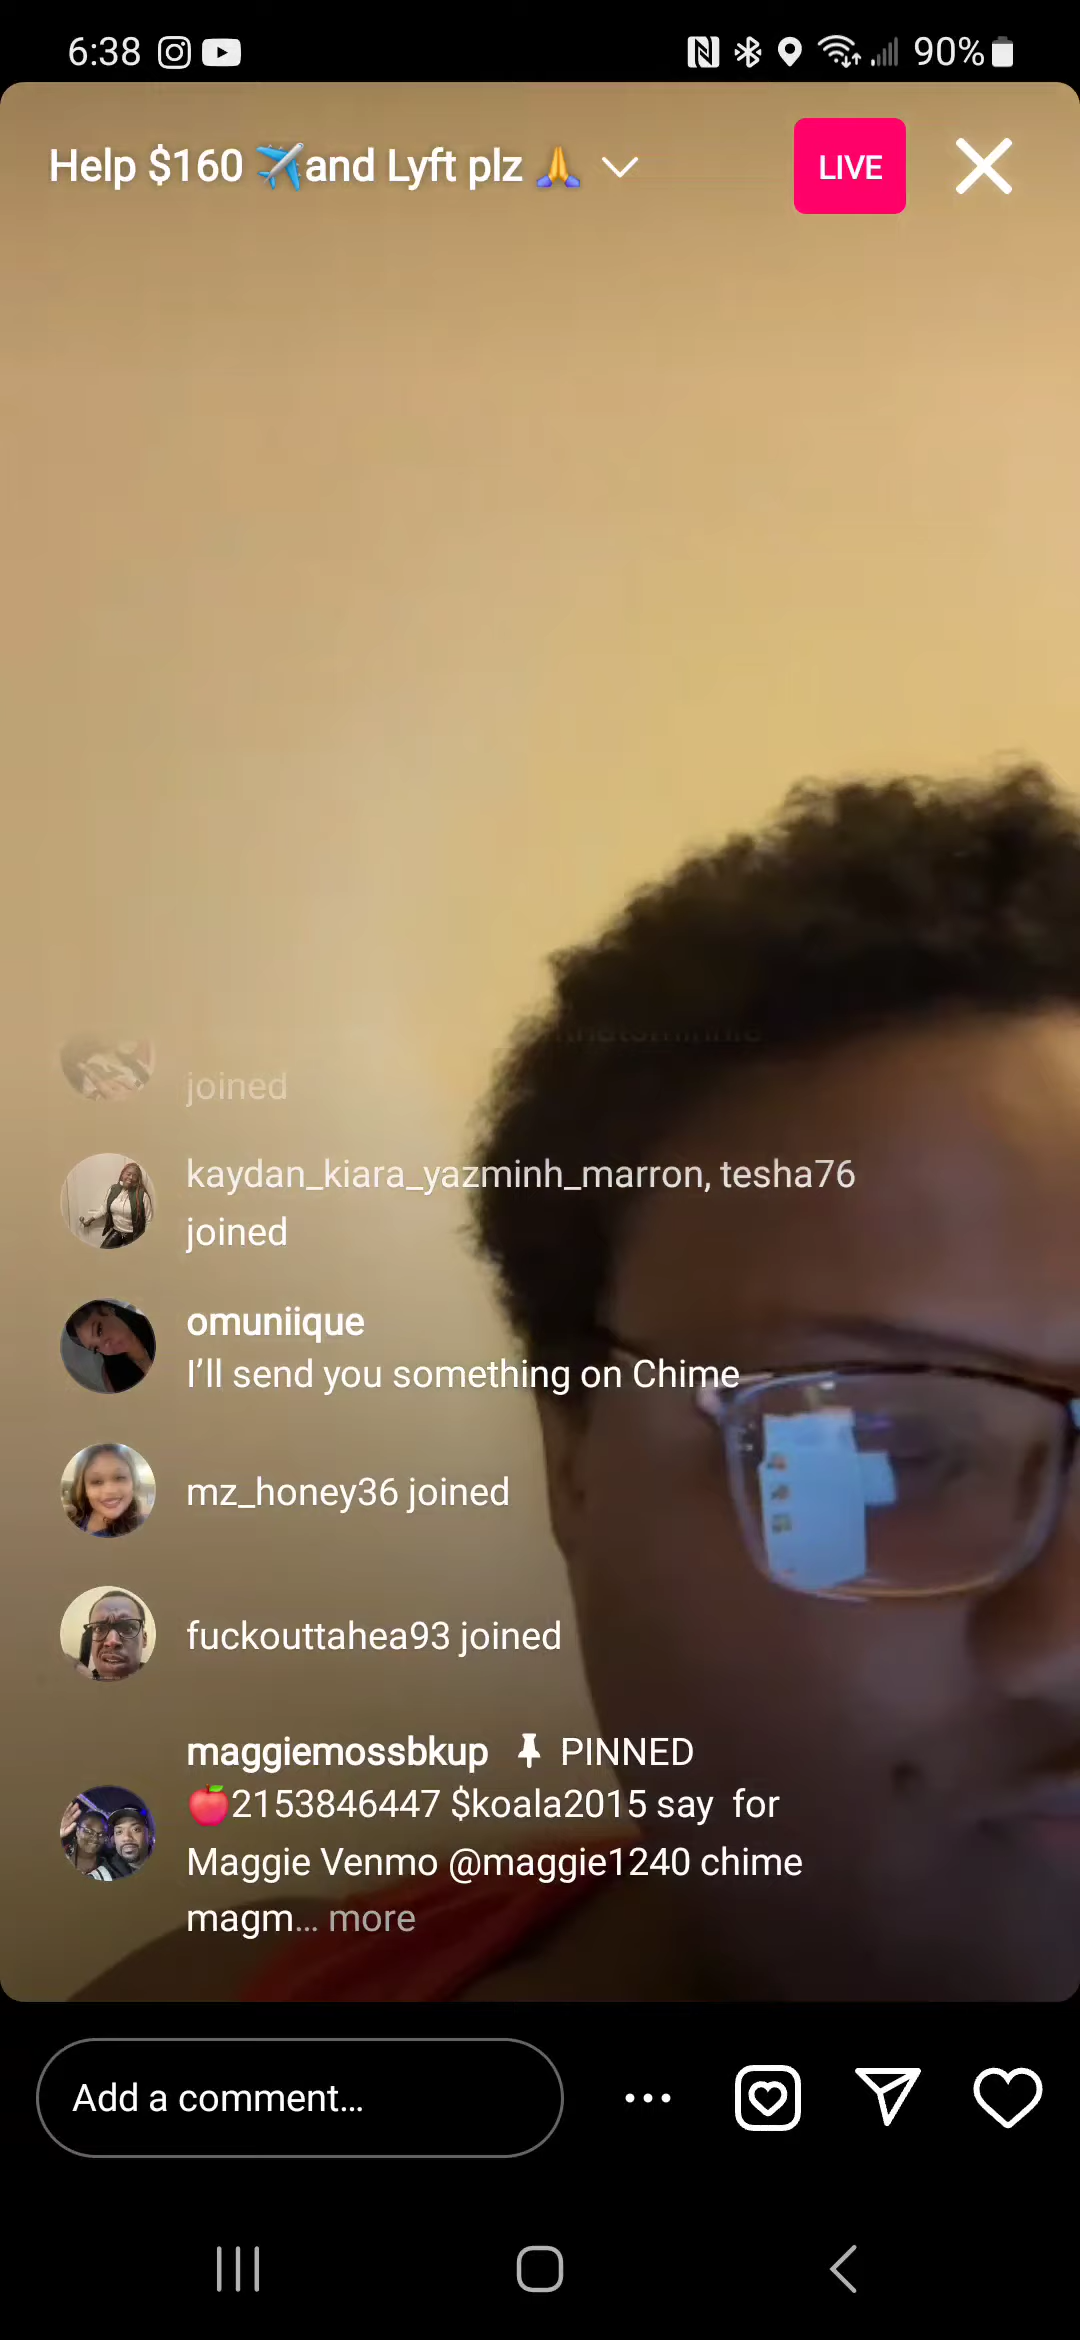 6:38
90%
Help $160 ✈️and Lyft plz 🙏
LIVE
joined
kaydan_kiara_yazminh_marron, tesha76
joined
omuniique
I’ll send you something on Chime
mz_honey36 joined
fuckouttahea93 joined
maggiemossbkup 📌 PINNED
🍎2153846447 $koala2015 say for
Maggie Venmo @maggie1240 chime
magm... more
Add a comment...